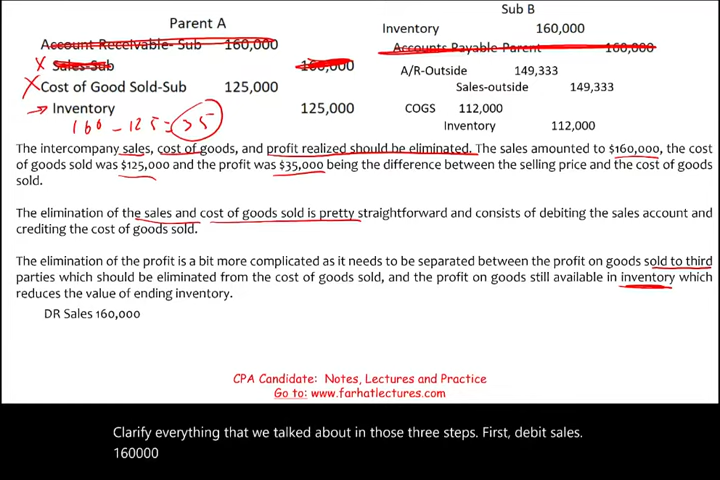 Parent A
Account Receivable- Sub 160,000
X Sales-Sub 160,000
X Cost of Good Sold-Sub 125,000
Inventory 125,000
160 - 125 = 35
Sub B
Inventory 160,000
Accounts Payable-Parent 160,000
A/R-Outside 149,333
Sales-outside 149,333
COGS 112,000
Inventory 112,000
The intercompany sales, cost of goods, and profit realized should be eliminated. The sales amounted to $160,000, the cost
of goods sold was $125,000 and the profit was $35,000 being the difference between the selling price and the cost of goods
sold.
The elimination of the sales and cost of goods sold is pretty straightforward and consists of debiting the sales account and
crediting the cost of goods sold.
The elimination of the profit is a bit more complicated as it needs to be separated between the profit on goods sold to third
parties which should be eliminated from the cost of goods sold, and the profit on goods still available in inventory which
reduces the value of ending inventory.
DR Sales 160,000
CPA Candidate: Notes, Lectures and Practice
Go to: www.farhatlectures.com
Clarify everything that we talked about in those three steps. First, debit sales.
160000